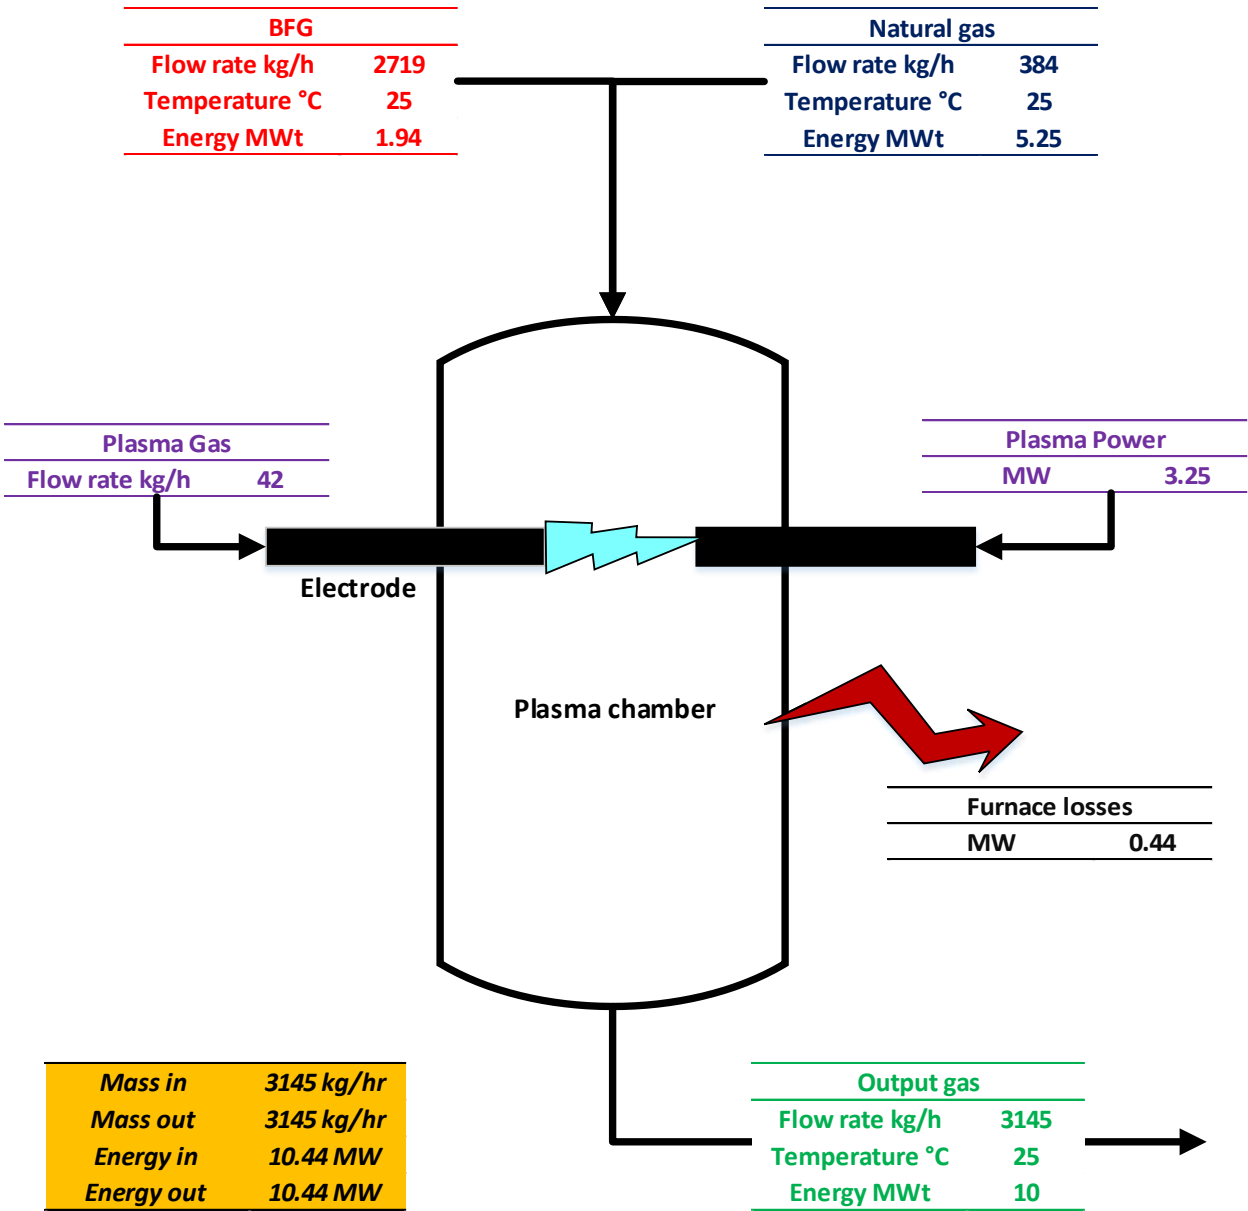 BFG
Flow rate kg/h 2719
Temperature °C 25
Energy MWt 1.94
Natural gas
Flow rate kg/h 384
Temperature °C 25
Energy MWt 5.25
Plasma Gas
Flow rate kg/h 42
Plasma Power
MW 3.25
Electrode
Plasma chamber
Furnace losses
MW 0.44
Mass in 3145 kg/hr
Mass out 3145 kg/hr
Energy in 10.44 MW
Energy out 10.44 MW
Output gas
Flow rate kg/h 3145
Temperature °C 25
Energy MWt 10